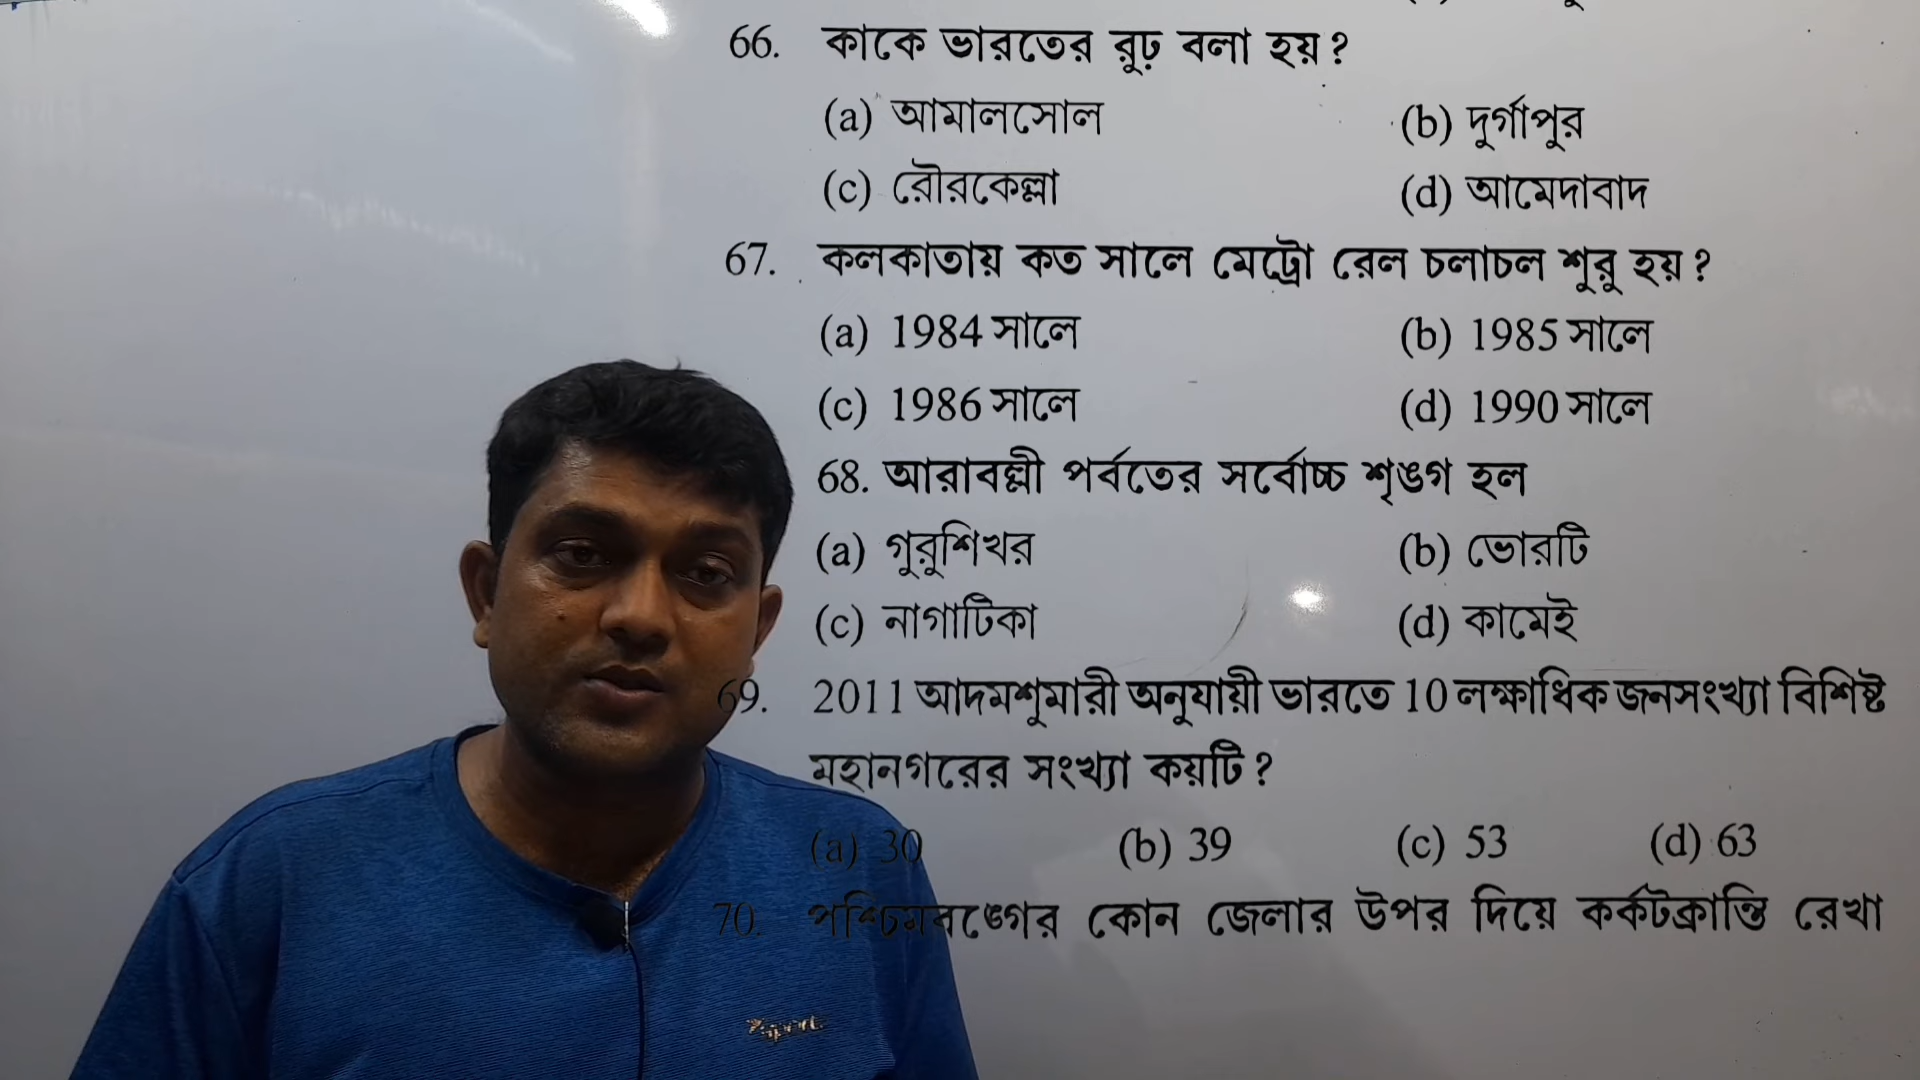 66. কাকে ভারতের রুঢ় বলা হয়?
(a) আমালসোল (b) দুর্গাপুর
(c) রৌরকেল্লা (d) আমেদাবাদ
67. কলকাতায় কত সালে মেট্রো রেল চলাচল শুরু হয়?
(a) 1984 সালে (b) 1985 সালে
(c) 1986 সালে (d) 1990 সালে
68. আরাবল্লী পর্বতের সর্বোচ্চ শৃঙগ হল
(a) গুরুশিখর (b) ভোরটি
(c) নাগাটিকা (d) কামেই
69. 2011 আদমশুমারী অনুযায়ী ভারতে 10 লক্ষাধিক জনসংখ্যা বিশিষ্ট
মহানগরের সংখ্যা কয়টি?
(a) 30 (b) 39 (c) 53 (d) 63
70. পশ্চিমবঙ্গের কোন জেলার উপর দিয়ে কর্কটক্রান্তি রেখা